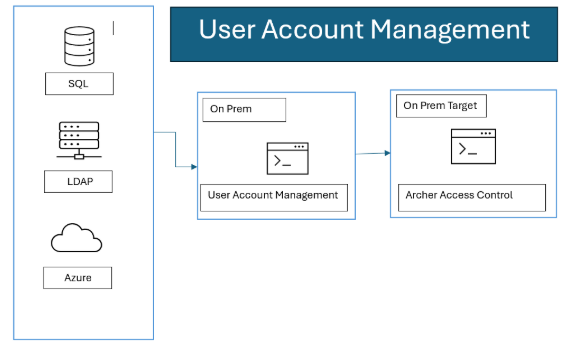 User Account Management
SQL
LDAP
Azure
On Prem
>_
User Account Management
On Prem Target
>_
Archer Access Control